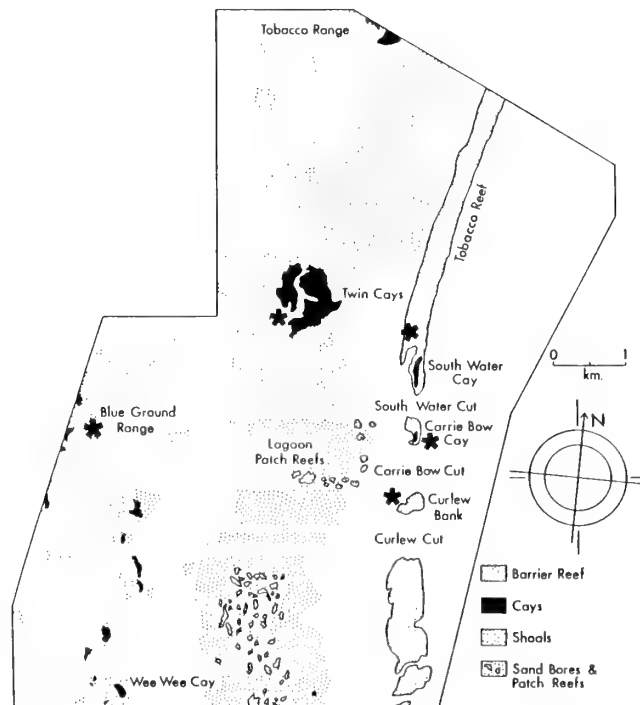 Tobacco Range
Tobacco Reef
Twin Cays
South Water
Cay
0 1
km.
South Water Cut
Blue Ground
Range
Carrie Bow
Cay
Lagoon
Patch Reefs
N
Carrie Bow Cut
Curlew
Bank
Curlew Cut
Barrier Reef
Cays
Shoals
Sand Bores &
Patch Reefs
Wee Wee Cay